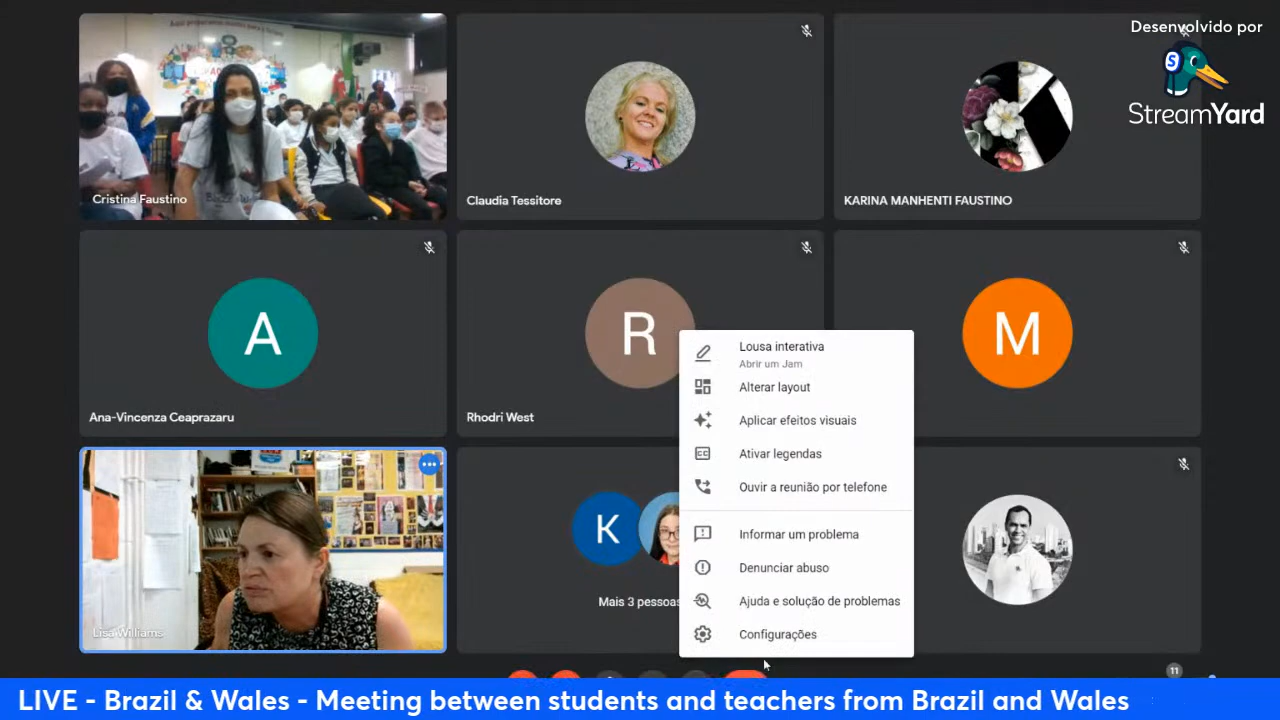 Aqui preparamos
Desenvolvido por
S
StreamYard
Cristina Faustino
Claudia Tessitore
KARINA MANHENTI FAUSTINO
A
R
M
Ana-Vincenza Ceaprazaru
Rhodri West
Lousa interativa
Abrir um Jam
Alterar layout
Aplicar efeitos visuais
CC
Ativar legendas
Ouvir a reunião por telefone
Informar um problema
Denunciar abuso
Ajuda e solução de problemas
Configurações
K
Mais 3 pessoas
Lisa Williams
11
LIVE - Brazil & Wales - Meeting between students and teachers from Brazil and Wales